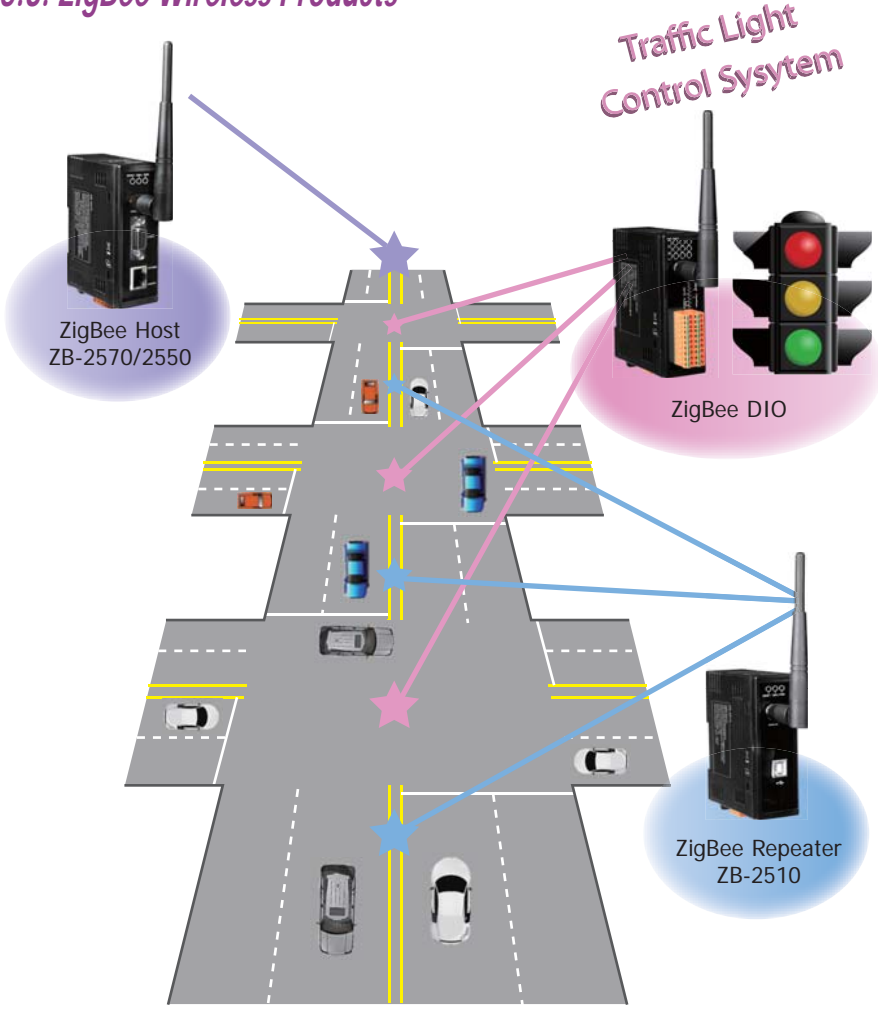 ZigBee Wireless Products
Traffic Light
Control Sysytem
ZigBee Host
ZB-2570/2550
ZigBee DIO
ZigBee Repeater
ZB-2510